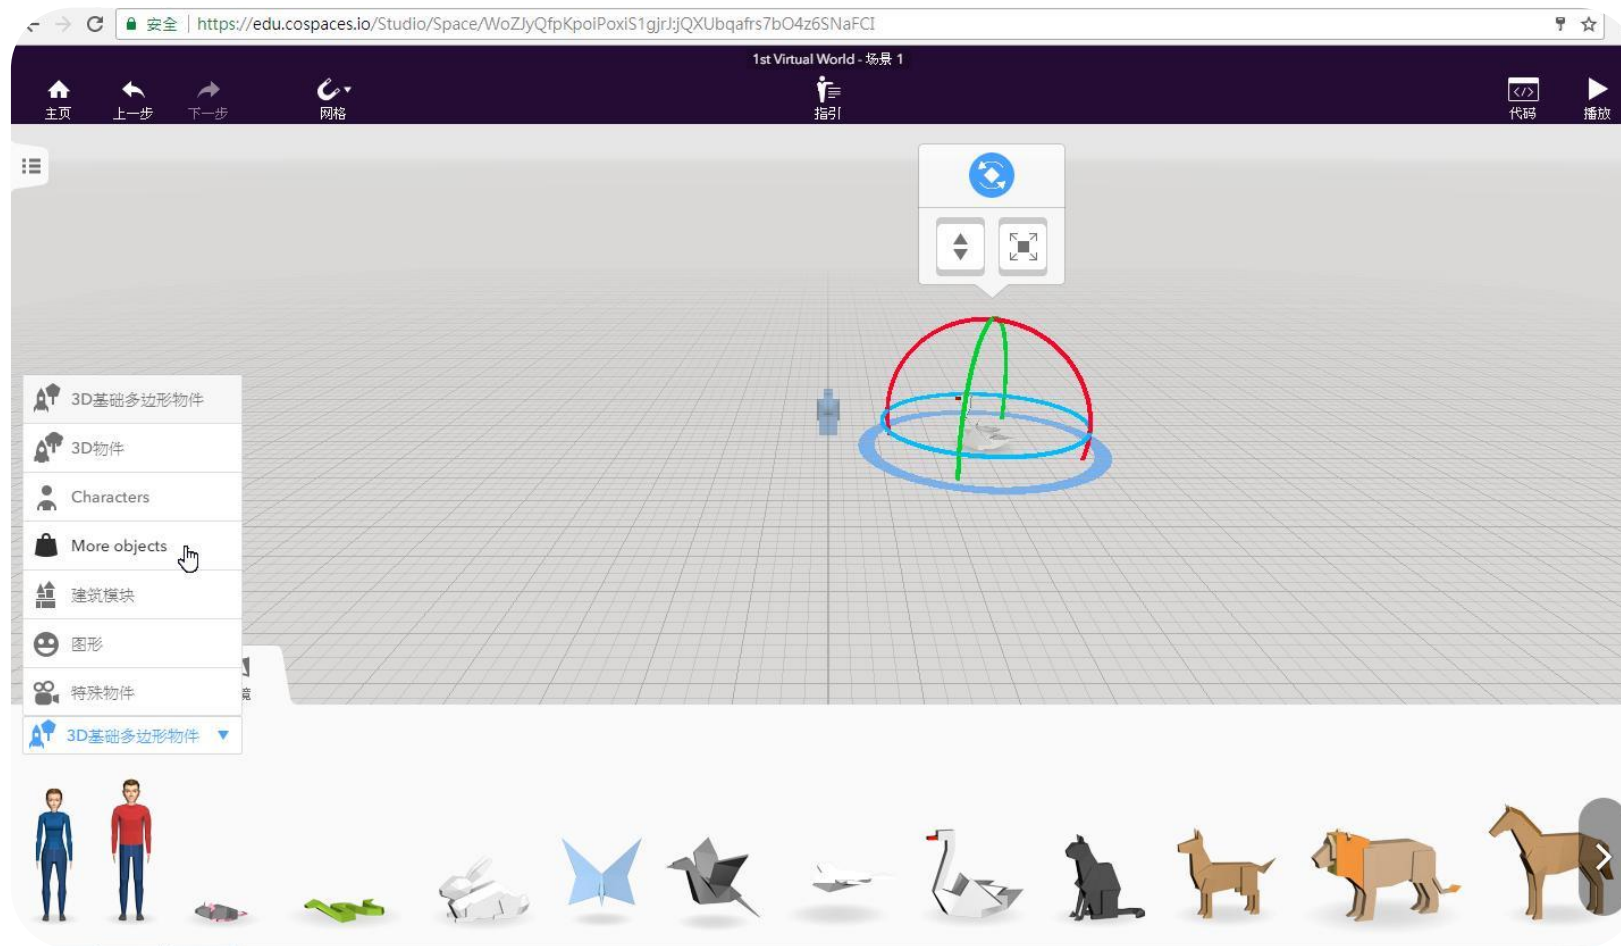 安全 https://edu.cospaces.io/Studio/Space/WoZJyQfpKpoiPoxiS1gjrJ:jQXUbqafrs7bO4z6SNaFCI
1st Virtual World - 场景 1
主页 上一步 下一步 网格 指引 代码 播放
3D基础多边形物件
3D物件
Characters
More objects
建筑模块
图形
特殊物件
境
3D基础多边形物件